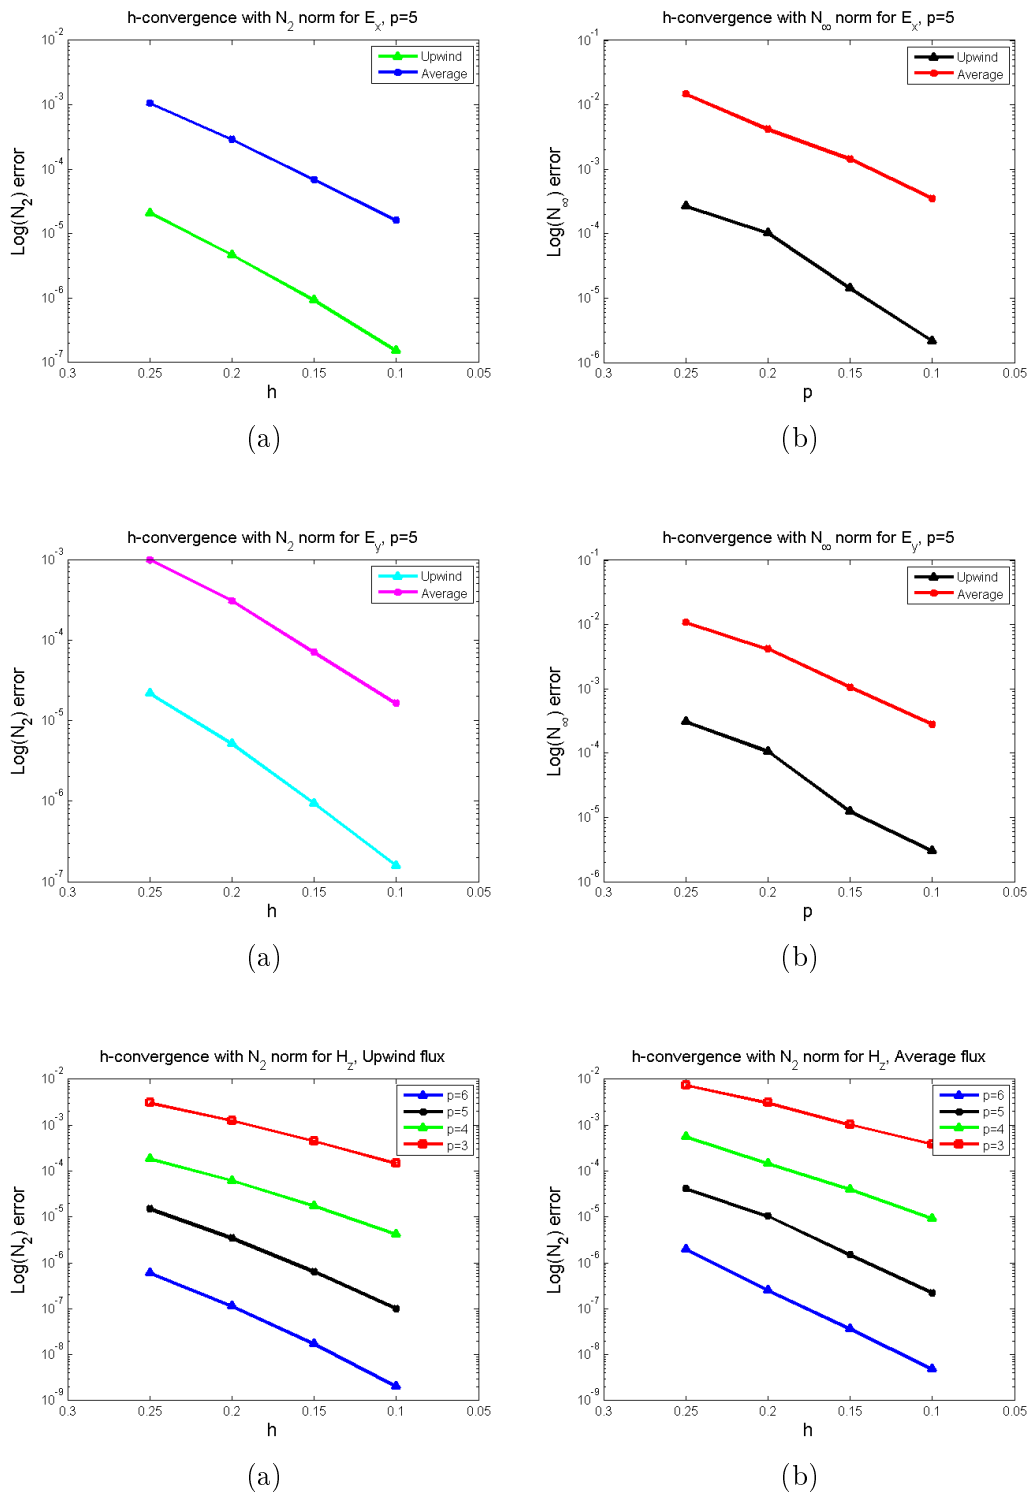 h-convergence with N₂ norm for Eₓ, p=5
10⁻²
10⁻³
10⁻⁴
10⁻⁵
10⁻⁶
10⁻⁷
Log(N₂) error
Upwind
Average
0.3 0.25 0.2 0.15 0.1 0.05
h
(a)
h-convergence with N∞ norm for Eₓ, p=5
10⁻¹
10⁻²
10⁻³
10⁻⁴
10⁻⁵
10⁻⁶
Log(N∞) error
Upwind
Average
0.3 0.25 0.2 0.15 0.1 0.05
p
(b)
h-convergence with N₂ norm for E_y, p=5
10⁻³
10⁻⁴
10⁻⁵
10⁻⁶
10⁻⁷
Log(N₂) error
Upwind
Average
0.3 0.25 0.2 0.15 0.1 0.05
h
(a)
h-convergence with N∞ norm for E_y, p=5
10⁻¹
10⁻²
10⁻³
10⁻⁴
10⁻⁵
10⁻⁶
Log(N∞) error
Upwind
Average
0.3 0.25 0.2 0.15 0.1 0.05
p
(b)
h-convergence with N₂ norm for H_z, Upwind flux
10⁻²
10⁻³
10⁻⁴
10⁻⁵
10⁻⁶
10⁻⁷
10⁻⁸
10⁻⁹
Log(N₂) error
p=6
p=5
p=4
p=3
0.3 0.25 0.2 0.15 0.1 0.05
h
(a)
h-convergence with N₂ norm for H_z, Average flux
10⁻²
10⁻³
10⁻⁴
10⁻⁵
10⁻⁶
10⁻⁷
10⁻⁸
10⁻⁹
Log(N₂) error
p=6
p=5
p=4
p=3
0.3 0.25 0.2 0.15 0.1 0.05
h
(b)